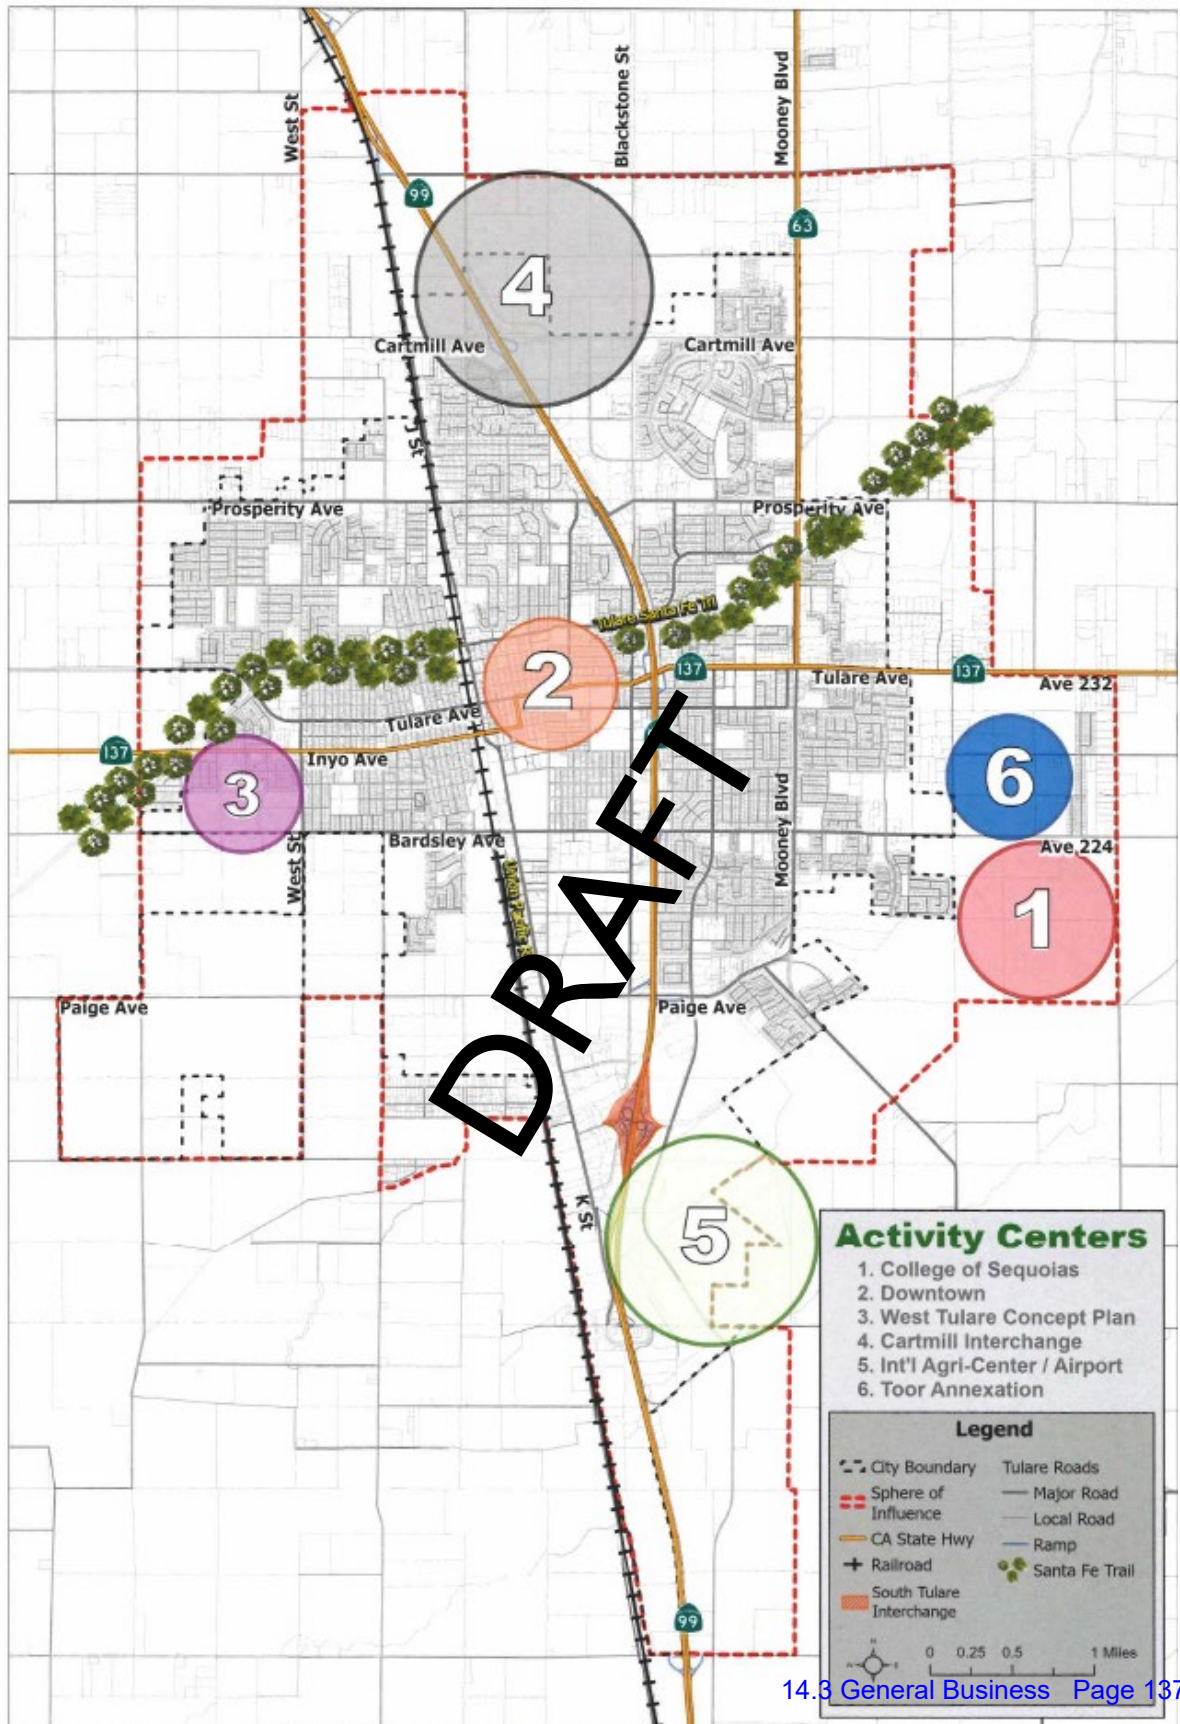 West St
Blackstone St
Mooney Blvd
99
63
4
Cartmill Ave
Cartmill Ave
J St
Prosperity Ave
Prosperity Ave
Tulare Santa Fe Trl
2
137
137
Tulare Ave
Ave 232
Tulare Ave
137
Inyo Ave
3
6
Mooney Blvd
DRAFT
Bardsley Ave
West St
Ave 224
Union Pacific
1
Paige Ave
Paige Ave
K St
5
Activity Centers
1. College of Sequoias
2. Downtown
3. West Tulare Concept Plan
4. Cartmill Interchange
5. Int'l Agri-Center / Airport
6. Toor Annexation
Legend
City Boundary
Sphere of
Influence
CA State Hwy
Railroad
South Tulare
Interchange
Tulare Roads
Major Road
Local Road
Ramp
Santa Fe Trail
99
0 0.25 0.5 1 Miles
14.3 General Business Page 137